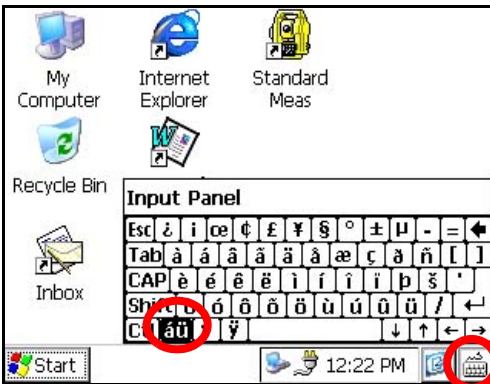 My Computer
Internet Explorer
Standard Meas
Recycle Bin
Inbox
Input Panel
Esc ¿ ¡ œ ¢ £ ¥ § ° ± µ - =
Tab à á â ã ä å æ ç ð ñ [ ]
CAP è é ê ë ì í î ï þ š '
Shift ó ô õ ö ù ú û ü /
áü ÿ ↓ ↑ ← →
Start
12:22 PM